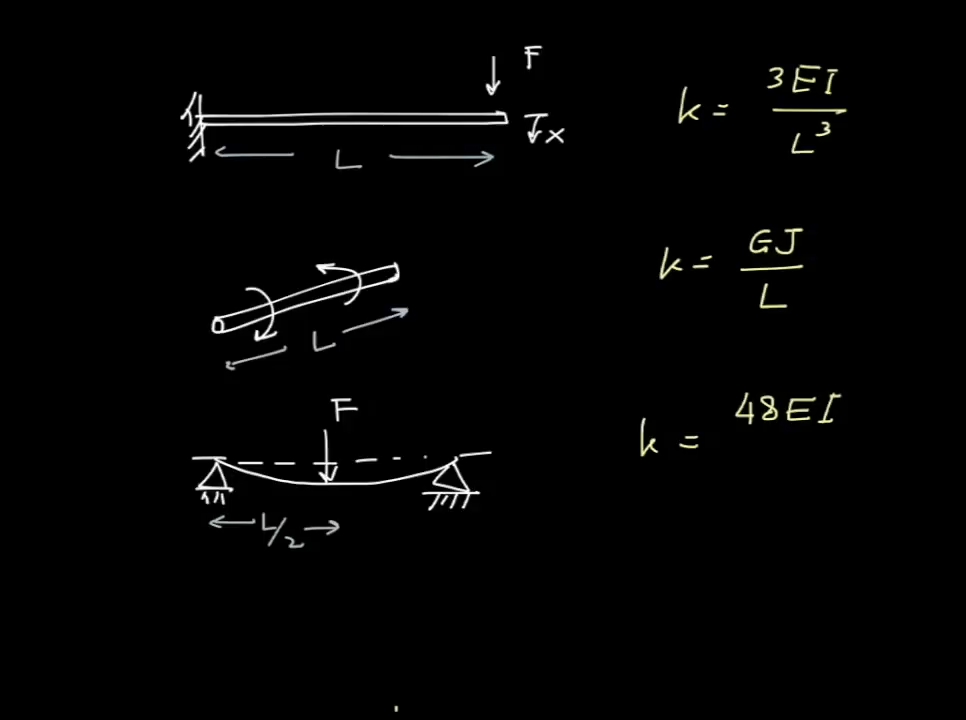 F
x
L
k = 3EI / L³
L
k = GJ / L
F
L/2
k = 48EI